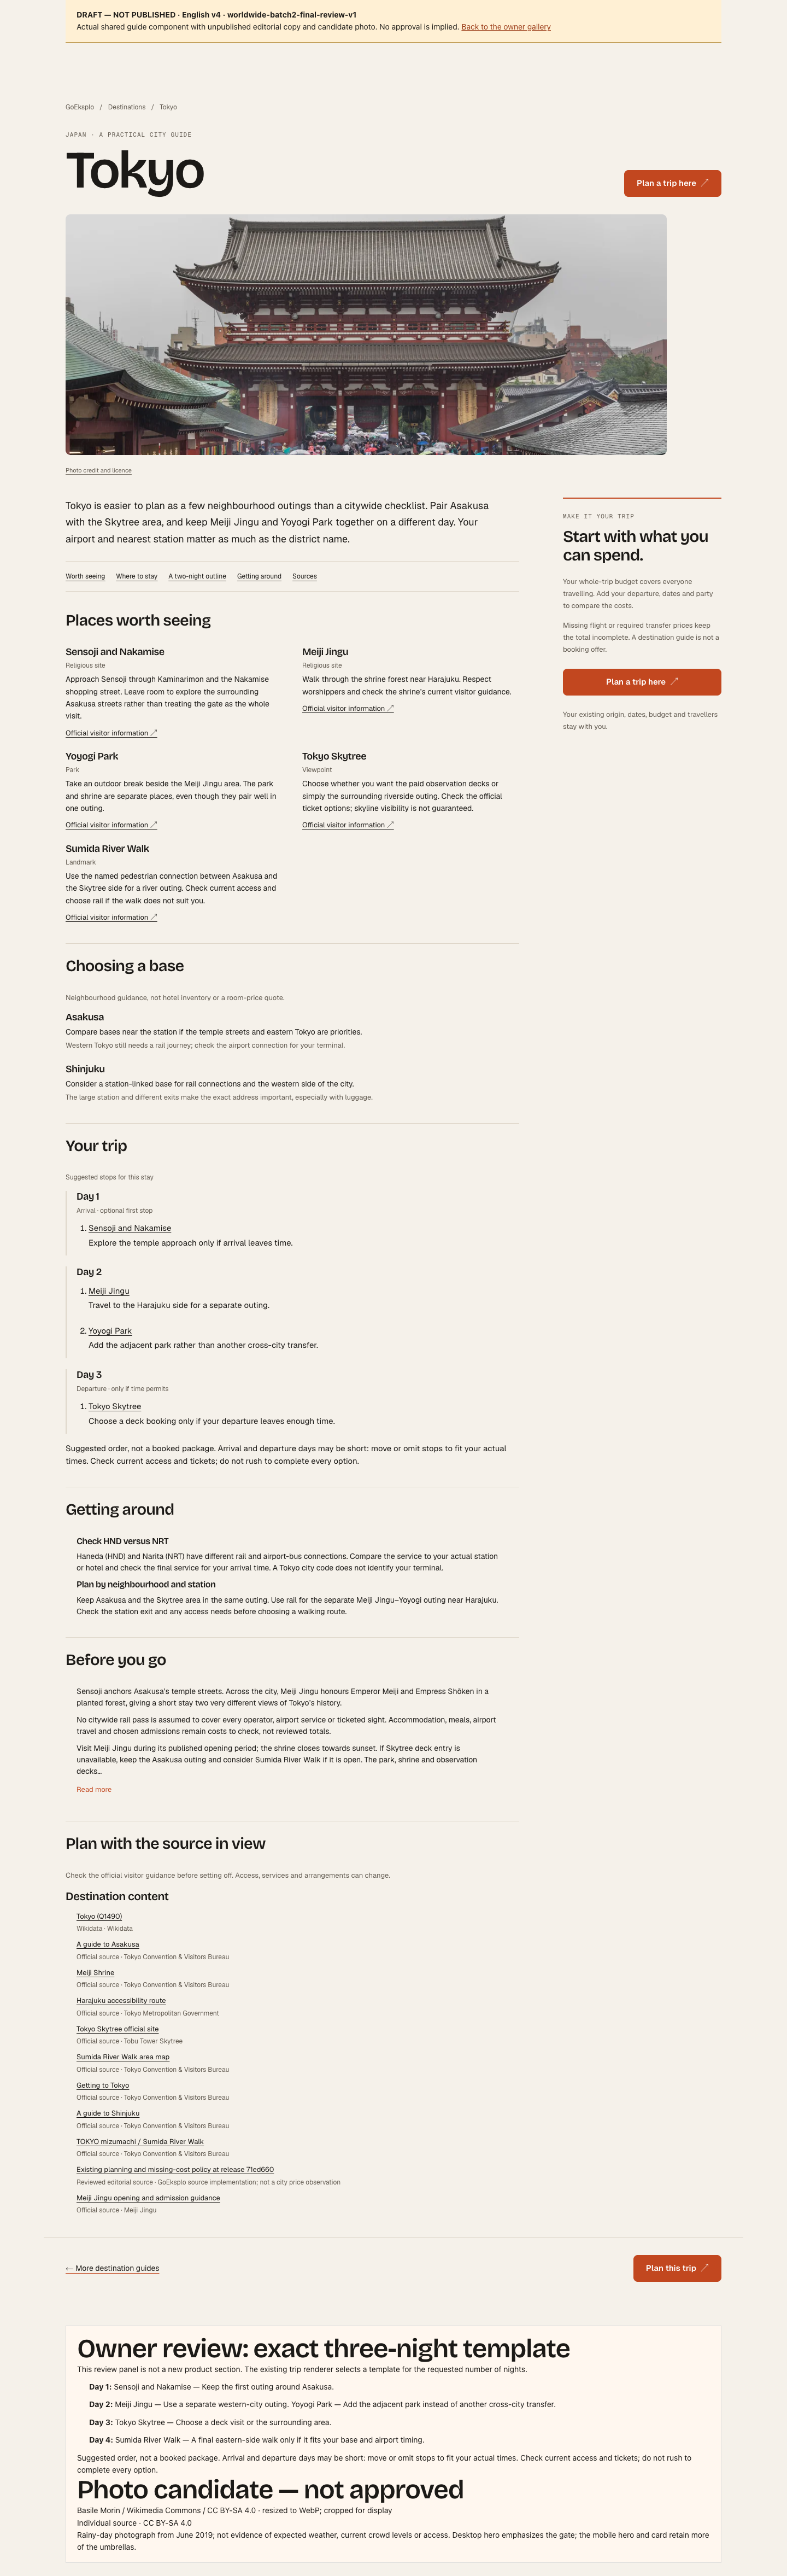 DRAFT — NOT PUBLISHED · English v4 · worldwide-batch2-final-review-v1
Actual shared guide component with unpublished editorial copy and candidate photo. No approval is implied. Back to the owner gallery
GoEksplo / Destinations / Tokyo
JAPAN · A PRACTICAL CITY GUIDE
Tokyo
Plan a trip here ↗
Photo credit and licence
Tokyo is easier to plan as a few neighbourhood outings than a citywide checklist. Pair Asakusa
with the Skytree area, and keep Meiji Jingu and Yoyogi Park together on a different day. Your
airport and nearest station matter as much as the district name.
Worth seeing Where to stay A two-night outline Getting around Sources
Places worth seeing
Sensoji and Nakamise
Religious site
Approach Sensoji through Kaminarimon and the Nakamise
shopping street. Leave room to explore the surrounding
Asakusa streets rather than treating the gate as the whole
visit.
Official visitor information ↗
Meiji Jingu
Religious site
Walk through the shrine forest near Harajuku. Respect
worshippers and check the shrine's current visitor guidance.
Official visitor information ↗
Yoyogi Park
Park
Take an outdoor break beside the Meiji Jingu area. The park
and shrine are separate places, even though they pair well in
one outing.
Official visitor information ↗
Tokyo Skytree
Viewpoint
Choose whether you want the paid observation decks or
simply the surrounding riverside outing. Check the official
ticket options; skyline visibility is not guaranteed.
Official visitor information ↗
Sumida River Walk
Landmark
Use the named pedestrian connection between Asakusa and
the Skytree side for a river outing. Check current access and
choose rail if the walk does not suit you.
Official visitor information ↗
MAKE IT YOUR TRIP
Start with what you
can spend.
Your whole-trip budget covers everyone
travelling. Add your departure, dates and party
to compare the costs.
Missing flight or required transfer prices keep
the total incomplete. A destination guide is not a
booking offer.
Plan a trip here ↗
Your existing origin, dates, budget and travellers
stay with you.
Choosing a base
Neighbourhood guidance, not hotel inventory or a room-price quote.
Asakusa
Compare bases near the station if the temple streets and eastern Tokyo are priorities.
Western Tokyo still needs a rail journey; check the airport connection for your terminal.
Shinjuku
Consider a station-linked base for rail connections and the western side of the city.
The large station and different exits make the exact address important, especially with luggage.
Your trip
Suggested stops for this stay
Day 1
Arrival · optional first stop
1. Sensoji and Nakamise
Explore the temple approach only if arrival leaves time.
Day 2
1. Meiji Jingu
Travel to the Harajuku side for a separate outing.
2. Yoyogi Park
Add the adjacent park rather than another cross-city transfer.
Day 3
Departure · only if time permits
1. Tokyo Skytree
Choose a deck booking only if your departure leaves enough time.
Suggested order, not a booked package. Arrival and departure days may be short: move or omit stops to fit your actual
times. Check current access and tickets; do not rush to complete every option.
Getting around
Check HND versus NRT
Haneda (HND) and Narita (NRT) have different rail and airport-bus connections. Compare the service to your actual station
or hotel and check the final service for your arrival time. A Tokyo city code does not identify your terminal.
Plan by neighbourhood and station
Keep Asakusa and the Skytree area in the same outing. Use rail for the separate Meiji Jingu–Yoyogi outing near Harajuku.
Check the station exit and any access needs before choosing a walking route.
Before you go
Sensoji anchors Asakusa's temple streets. Across the city, Meiji Jingu honours Emperor Meiji and Empress Shōken in a
planted forest, giving a short stay two very different views of Tokyo's history.
No citywide rail pass is assumed to cover every operator, airport service or ticketed sight. Accommodation, meals, airport
travel and chosen admissions remain costs to check, not reviewed totals.
Visit Meiji Jingu during its published opening period; the shrine closes towards sunset. If Skytree deck entry is
unavailable, keep the Asakusa outing and consider Sumida River Walk if it is open. The park, shrine and observation
decks…
Read more
Plan with the source in view
Check the official visitor guidance before setting off. Access, services and arrangements can change.
Destination content
Tokyo (Q1490)
Wikidata · Wikidata
A guide to Asakusa
Official source · Tokyo Convention & Visitors Bureau
Meiji Shrine
Official source · Tokyo Convention & Visitors Bureau
Harajuku accessibility route
Official source · Tokyo Metropolitan Government
Tokyo Skytree official site
Official source · Tobu Tower Skytree
Sumida River Walk area map
Official source · Tokyo Convention & Visitors Bureau
Getting to Tokyo
Official source · Tokyo Convention & Visitors Bureau
A guide to Shinjuku
Official source · Tokyo Convention & Visitors Bureau
TOKYO mizumachi / Sumida River Walk
Official source · Tokyo Convention & Visitors Bureau
Existing planning and missing-cost policy at release 71ed660
Reviewed editorial source · GoEksplo source implementation; not a city price observation
Meiji Jingu opening and admission guidance
Official source · Meiji Jingu
← More destination guides
Plan this trip ↗
Owner review: exact three-night template
This review panel is not a new product section. The existing trip renderer selects a template for the requested number of nights.
Day 1: Sensoji and Nakamise — Keep the first outing around Asakusa.
Day 2: Meiji Jingu — Use a separate western-city outing. Yoyogi Park — Add the adjacent park instead of another cross-city transfer.
Day 3: Tokyo Skytree — Choose a deck visit or the surrounding area.
Day 4: Sumida River Walk — A final eastern-side walk only if it fits your base and airport timing.
Suggested order, not a booked package. Arrival and departure days may be short: move or omit stops to fit your actual times. Check current access and tickets; do not rush to
complete every option.
Photo candidate — not approved
Basile Morin / Wikimedia Commons / CC BY-SA 4.0 · resized to WebP; cropped for display
Individual source · CC BY-SA 4.0
Rainy-day photograph from June 2019; not evidence of expected weather, current crowd levels or access. Desktop hero emphasizes the gate; the mobile hero and card retain more
of the umbrellas.